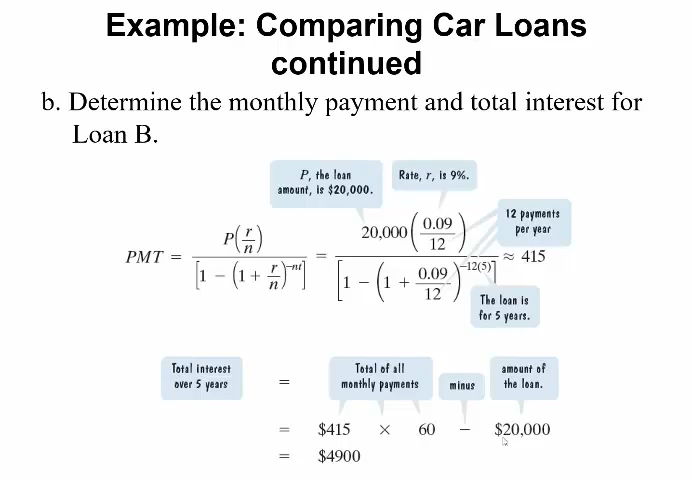 Example: Comparing Car Loans
continued
b. Determine the monthly payment and total interest for
Loan B.
P, the loan
amount, is $20,000.
Rate, r, is 9%.
12 payments
per year
PMT = P(r/n) / [1 − (1 + r/n)^−nt] = 20,000(0.09/12) / [1 − (1 + 0.09/12)^−12(5)] ≈ 415
The loan is
for 5 years.
Total interest
over 5 years
=
Total of all
monthly payments
minus
amount of
the loan.
= $415 × 60 − $20,000
= $4900